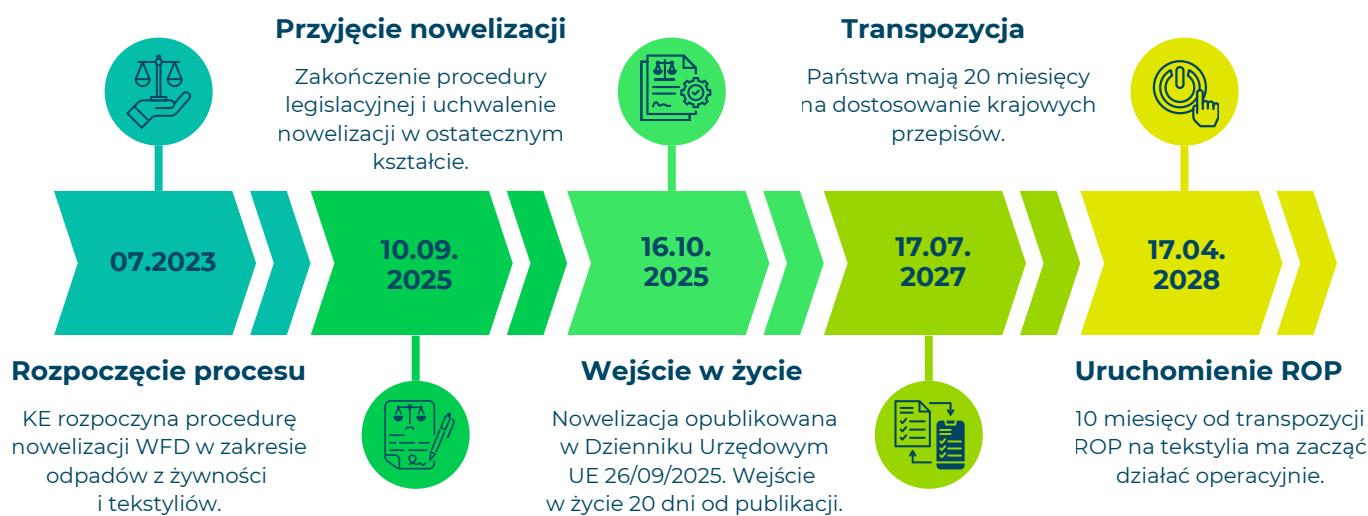 Przyjęcie nowelizacji
Zakończenie procedury
legislacyjnej i uchwalenie
nowelizacji w ostatecznym
kształcie.
Transpozycja
Państwa mają 20 miesięcy
na dostosowanie krajowych
przepisów.
07.2023
10.09.
2025
16.10.
2025
17.07.
2027
17.04.
2028
Rozpoczęcie procesu
KE rozpoczyna procedurę
nowelizacji WFD w zakresie
odpadów z żywności
i tekstyliów.
Wejście w życie
Nowelizacja opublikowana
w Dzienniku Urzędowym
UE 26/09/2025. Wejście
w życie 20 dni od publikacji.
Uruchomienie ROP
10 miesięcy od transpozycji
ROP na tekstylia ma zacząć
działać operacyjnie.